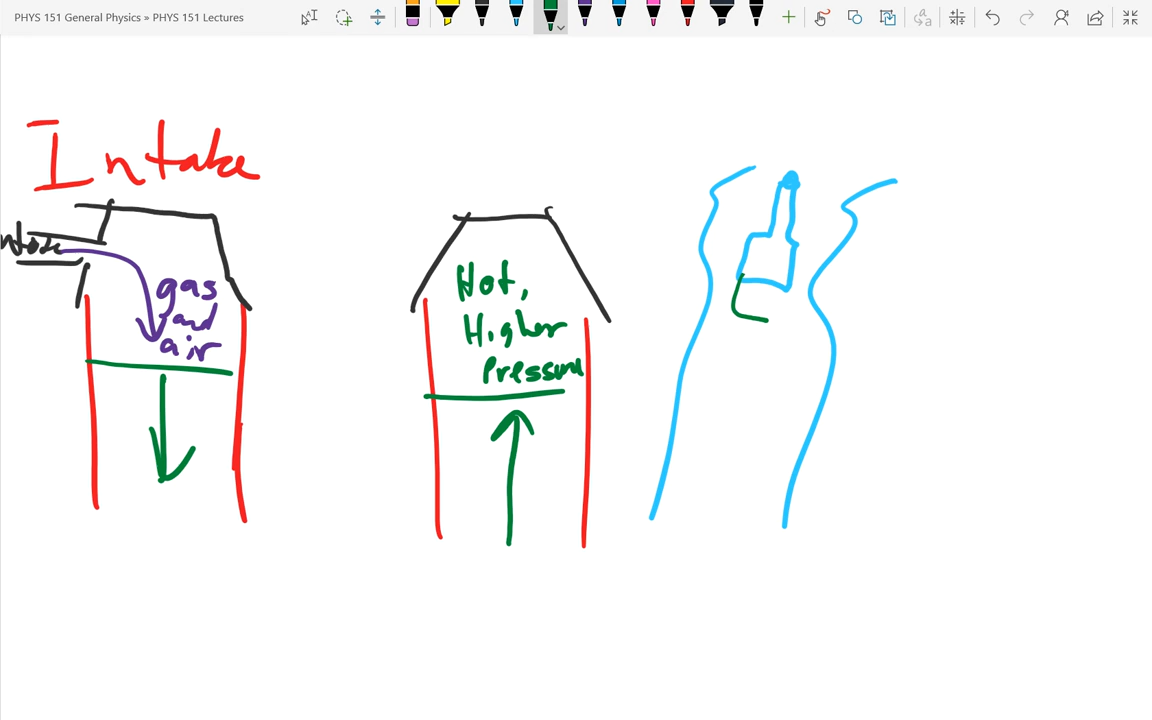 PHYS 151 General Physics » PHYS 151 Lectures
Intake
gas
and
air
Hot,
Higher
Pressure